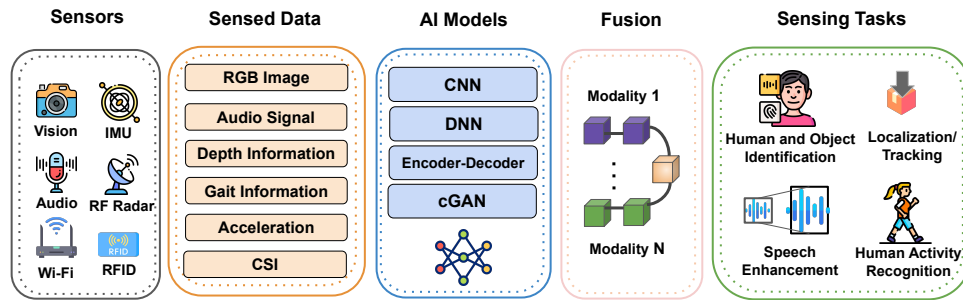 Sensors
Sensed Data
AI Models
Fusion
Sensing Tasks
Vision
IMU
Audio
RF Radar
Wi-Fi
RFID
RFID
RGB Image
Audio Signal
Depth Information
Gait Information
Acceleration
CSI
CNN
DNN
Encoder-Decoder
cGAN
Modality 1
Modality N
Human and Object
Identification
Localization/
Tracking
Speech
Enhancement
Human Activity
Recognition